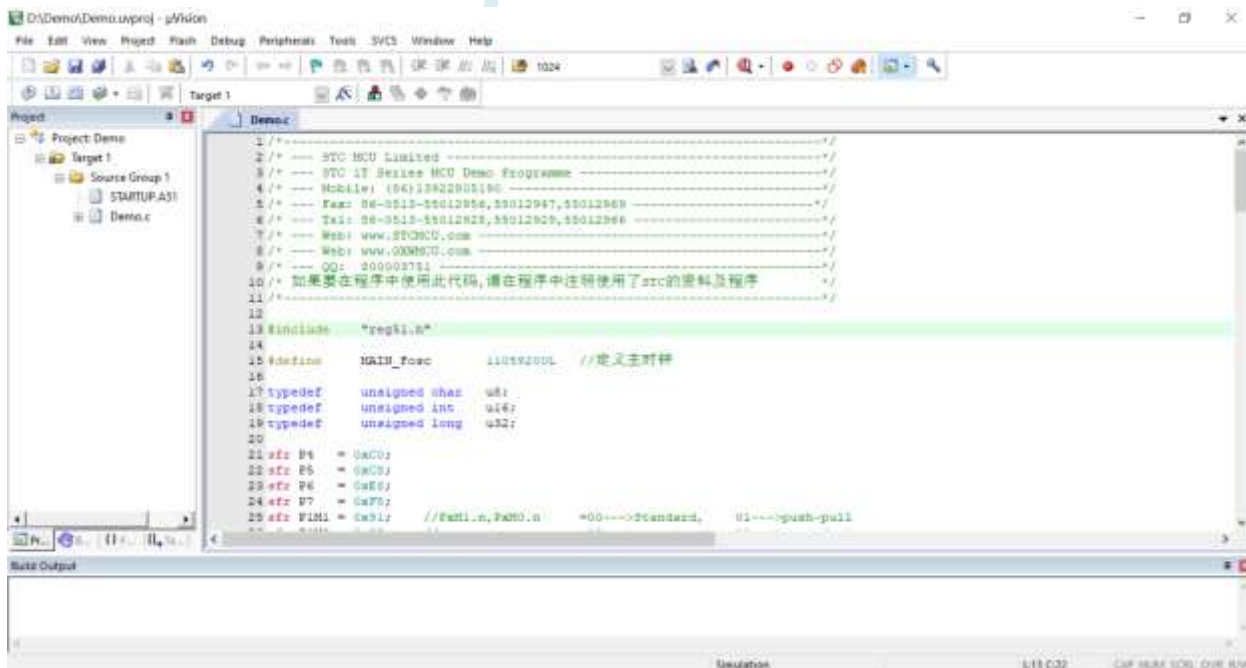 D:\Demo\Demo.uvproj - µVision
File Edit View Project Flash Debug Peripherals Tools SVCS Window Help
1024
Target 1
Project
Demo.c
Project: Demo
Target 1
Source Group 1
STARTUP.A51
Demo.c
1 /*---------------------------------------------------------------------*/
2 /* --- STC MCU Limited ------------------------------------------------*/
3 /* --- STC 1T Series MCU Demo Programme -------------------------------*/
4 /* --- Mobile: (86)13922805190 ----------------------------------------*/
5 /* --- Fax: 86-0513-55012956,55012947,55012969 ------------------------*/
6 /* --- Tel: 86-0513-55012928,55012929,55012966 ------------------------*/
7 /* --- Web: www.STCMCU.com --------------------------------------------*/
8 /* --- Web: www.GXWMCU.com --------------------------------------------*/
9 /* --- QQ: 800003751 -------------------------------------------------*/
10 /* 如果要在程序中使用此代码,请在程序中注明使用了STC的资料及程序 */
11 /*---------------------------------------------------------------------*/
12
13 #include "reg51.h"
14
15 #define MAIN_Fosc 11059200L //定义主时钟
16
17 typedef unsigned char u8;
18 typedef unsigned int u16;
19 typedef unsigned long u32;
20
21 sfr P4 = 0xC0;
22 sfr P5 = 0xC8;
23 sfr P6 = 0xE8;
24 sfr P7 = 0xF8;
25 sfr P1M1 = 0x91; //PxM1.n,PxM0.n =00--->Standard, 01--->push-pull
Build Output
Simulation L:13 C:22 CAP NUM SCRL OVR